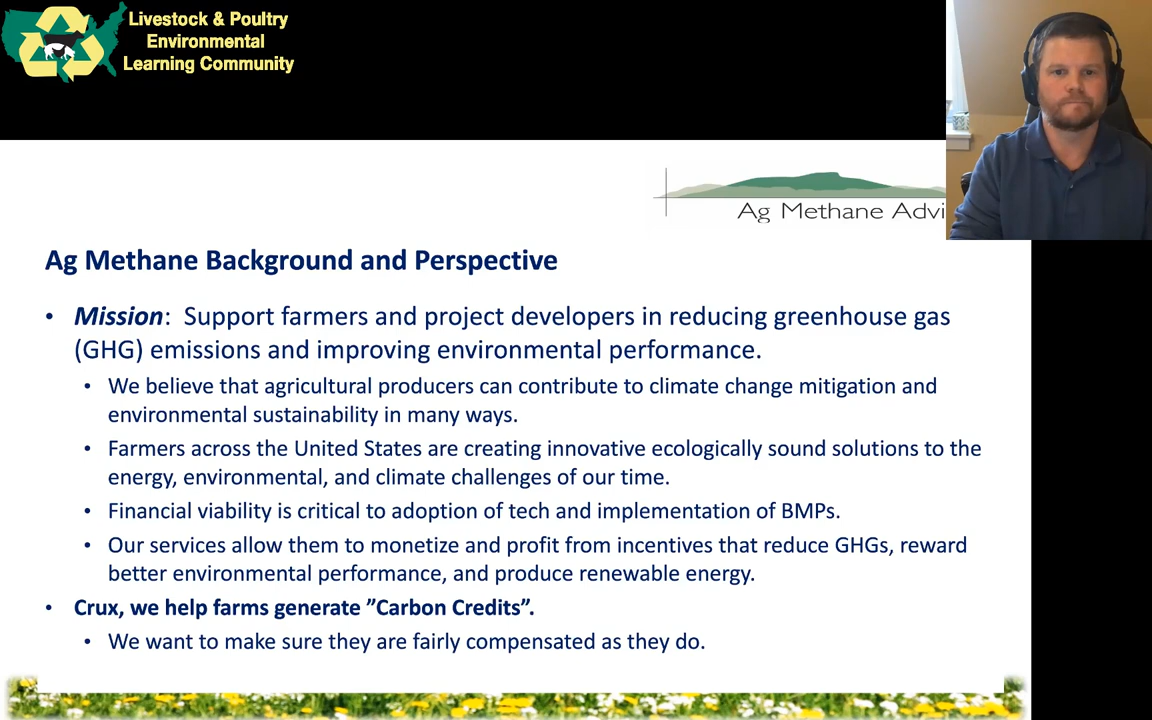 Livestock & Poultry
Environmental
Learning Community
Ag Methane Advi
Ag Methane Background and Perspective
• Mission: Support farmers and project developers in reducing greenhouse gas
(GHG) emissions and improving environmental performance.
• We believe that agricultural producers can contribute to climate change mitigation and
environmental sustainability in many ways.
• Farmers across the United States are creating innovative ecologically sound solutions to the
energy, environmental, and climate challenges of our time.
• Financial viability is critical to adoption of tech and implementation of BMPs.
• Our services allow them to monetize and profit from incentives that reduce GHGs, reward
better environmental performance, and produce renewable energy.
• Crux, we help farms generate ”Carbon Credits”.
• We want to make sure they are fairly compensated as they do.